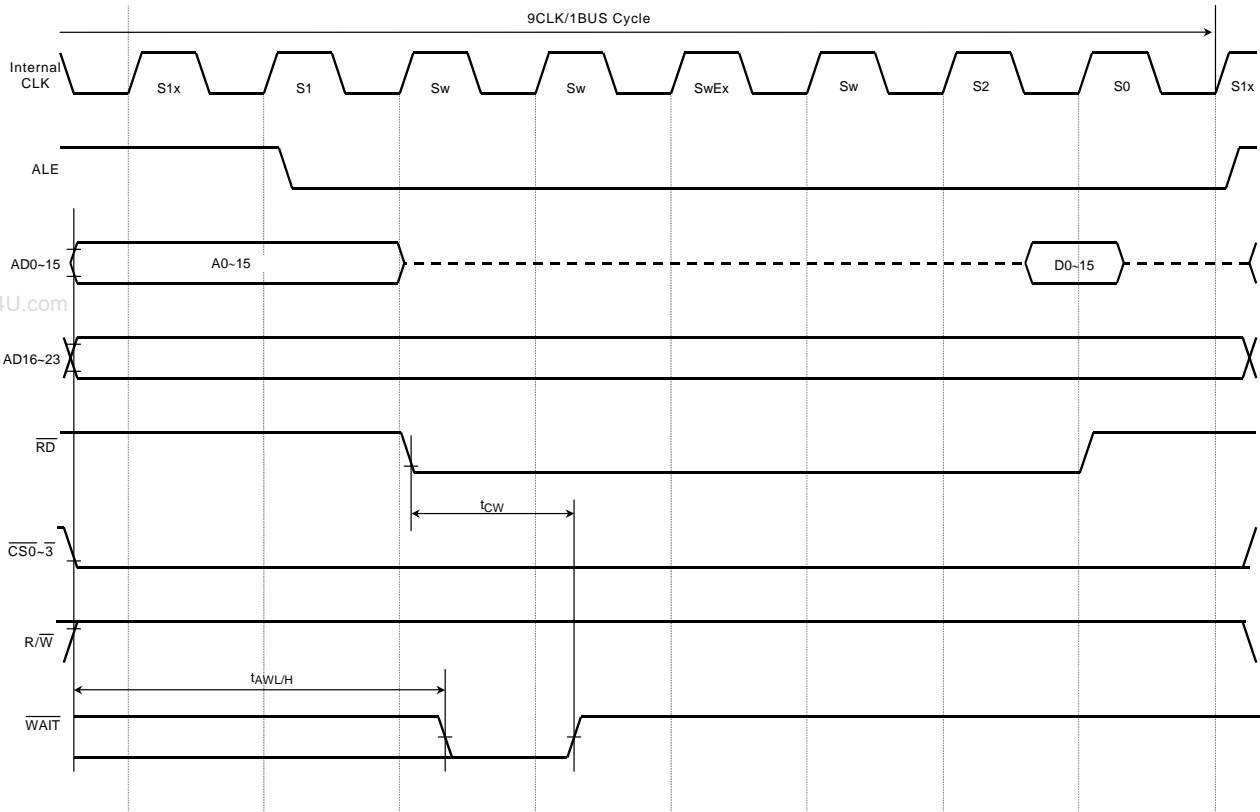 9CLK/1BUS Cycle
Internal
CLK
S1x
S1
Sw
Sw
SwEx
Sw
S2
S0
S1x
ALE
AD0~15
A0~15
D0~15
4U.com
AD16~23
RD
tCW
CS0~3
R/W
tAWL/H
WAIT